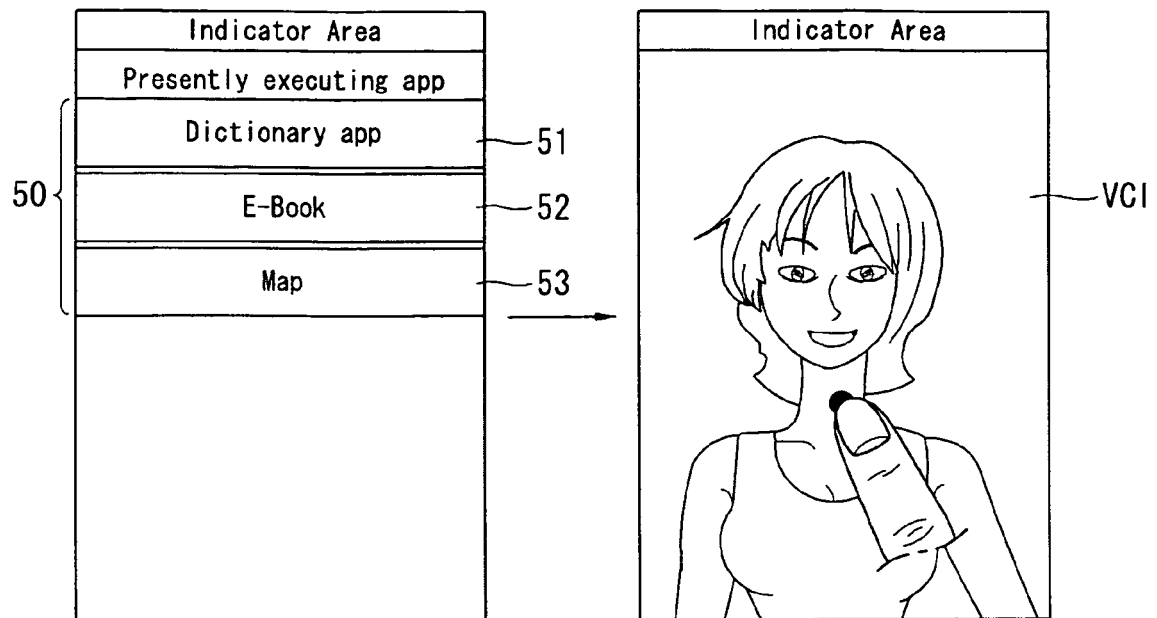 Indicator Area
Presently executing app
Dictionary app
51
50
E-Book
52
Map
53
Indicator Area
VCI